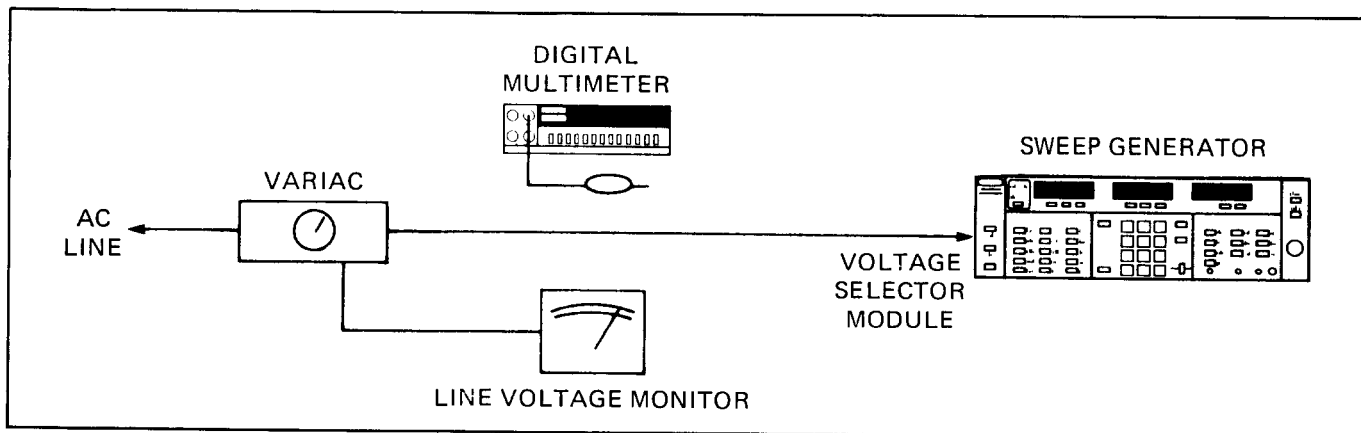 DIGITAL
MULTIMETER
SWEEP GENERATOR
VARIAC
AC
LINE
VOLTAGE
SELECTOR
MODULE
LINE VOLTAGE MONITOR